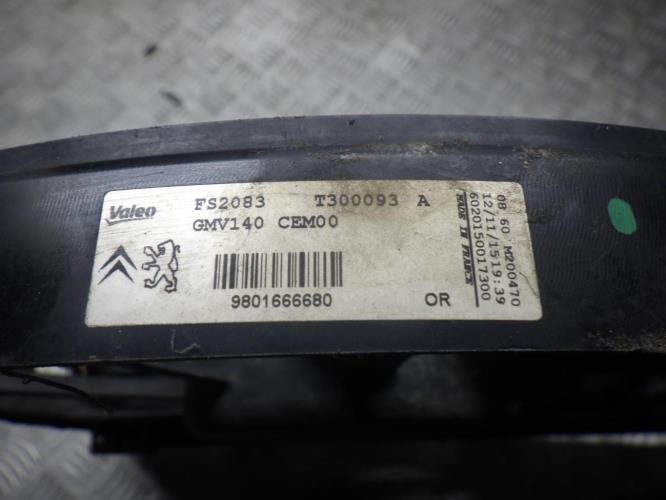 Valeo
FS2083 T300093 A
GMV140 CEM00
9801666680
OR
MADE IN FRANCE
6020150017300
12/11/15 19:39
08 60 M200470